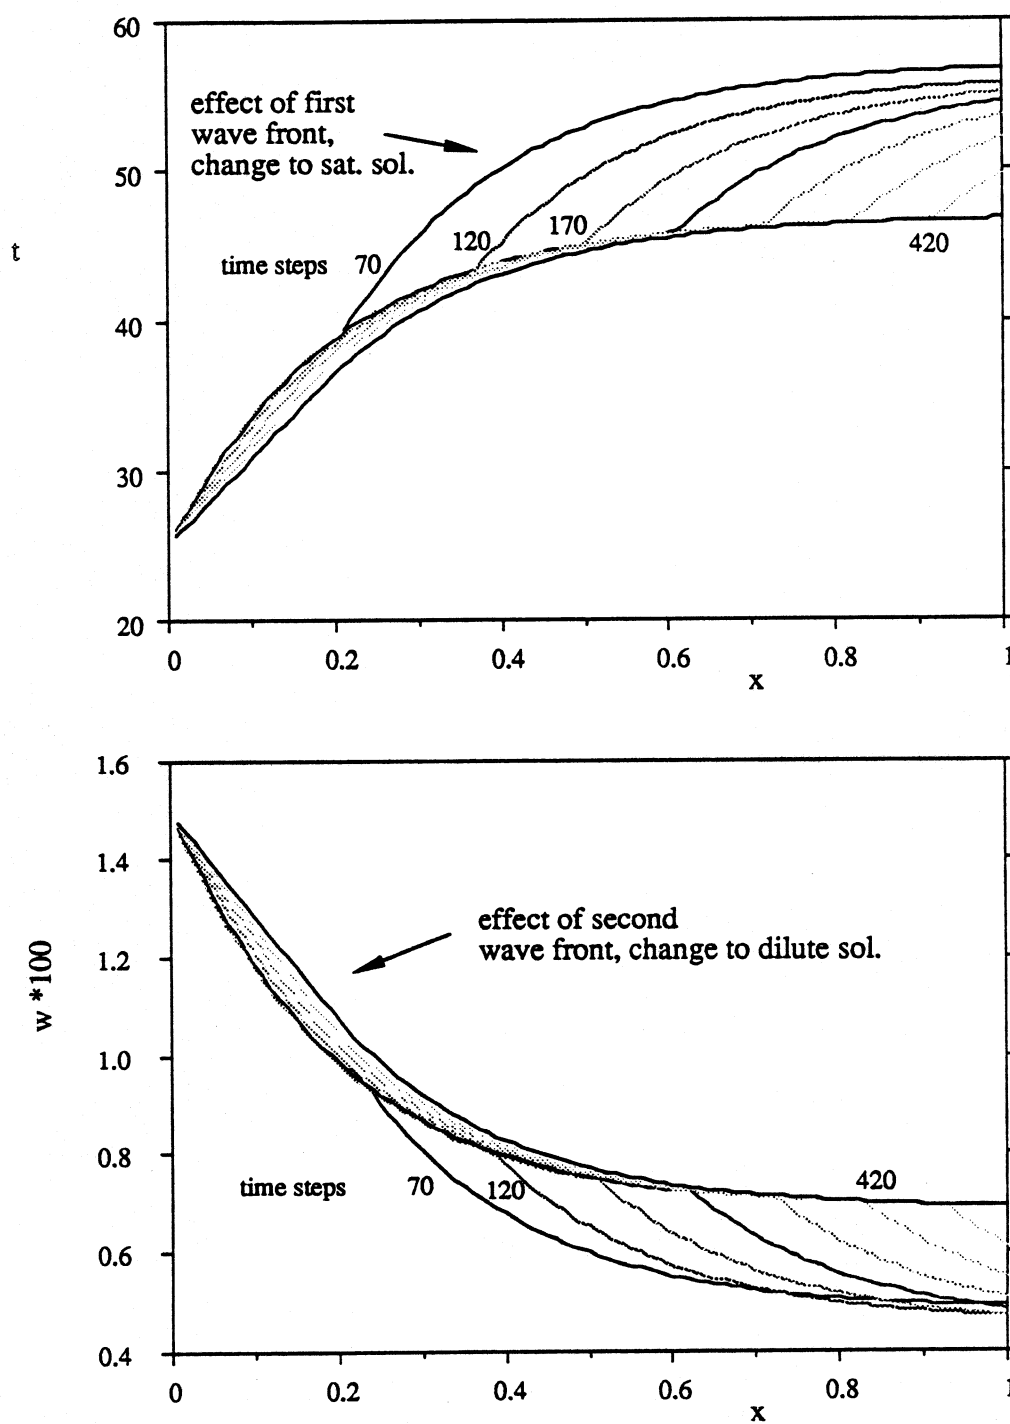 60
effect of first
wave front,
change to sat. sol.
50
t
120
170
420
time steps
70
40
30
20
0
0.2
0.4
0.6
0.8
1
x
1.6
1.4
effect of second
wave front, change to dilute sol.
1.2
w *100
1.0
0.8
time steps
70
120
420
0.6
0.4
0
0.2
0.4
0.6
0.8
1
x